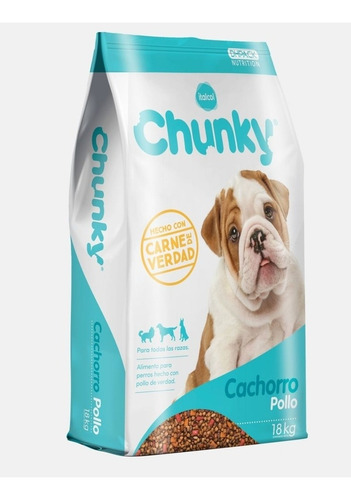 NUTRITION
italcol
Chunky
HECHO CON
CARNE DE
VERDAD
Para todas las razas.
Alimento para
perros hecho con
pollo de verdad.
Cachorro
Pollo
18 kg
Chunky
Cachorro
Pollo
18 kg